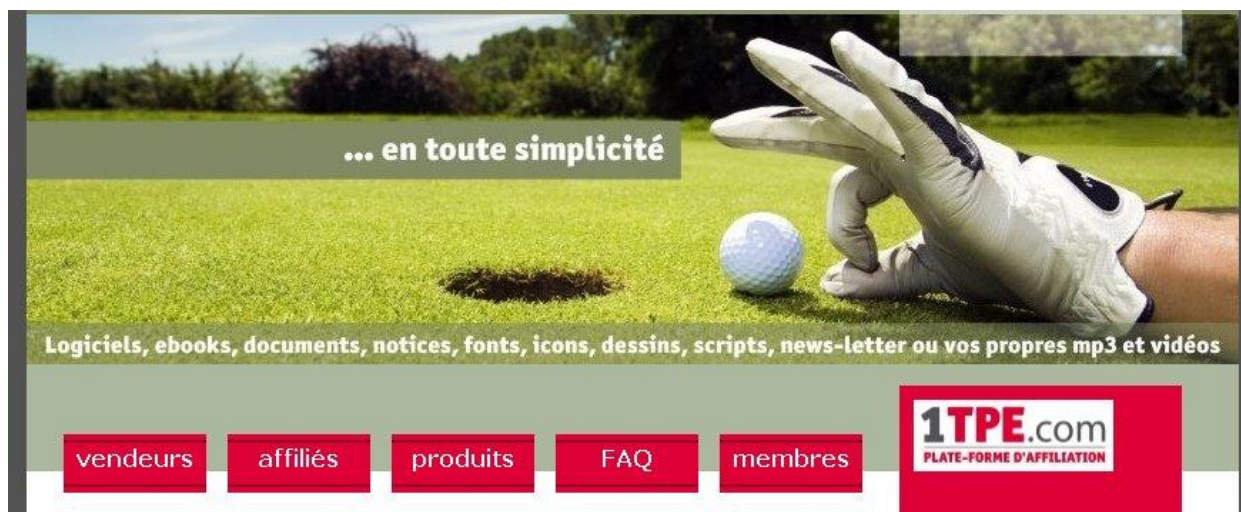 ... en toute simplicité
Logiciels, ebooks, documents, notices, fonts, icons, dessins, scripts, news-letter ou vos propres mp3 et vidéos
1TPE.com
PLATE-FORME D'AFFILIATION
vendeurs affiliés produits FAQ membres